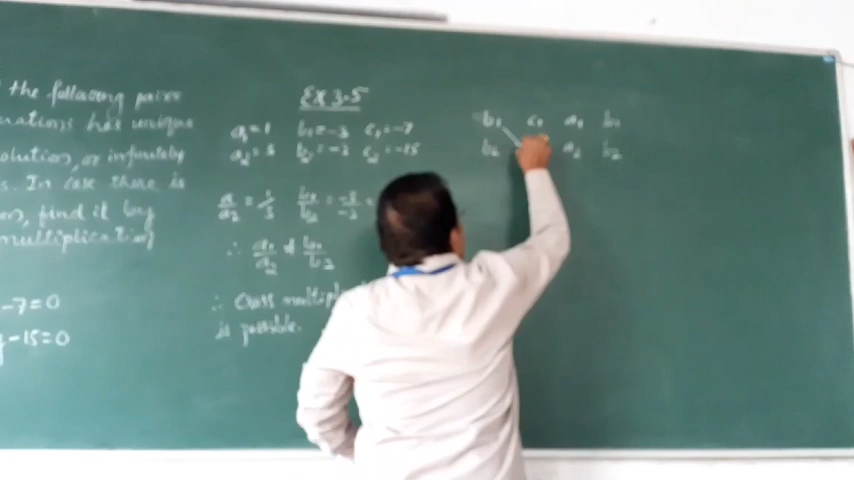 the following pairs
equations has unique
solution, or infinitely
s. In case there is
find it by
multiplication
-7=0
y-15=0
Ex 3.5
a₁=1 b₁=-3 c₁=-7
a₂=3 b₂=-3 c₂=-15
a₁/a₂ = 1/3 b₁/b₂ = -3/-3 =
∴ a₁/a₂ ≠ b₁/b₂
∴ Cross
is possible.
b₁ c₁ a₁ b₁
b₂ a₂ b₂